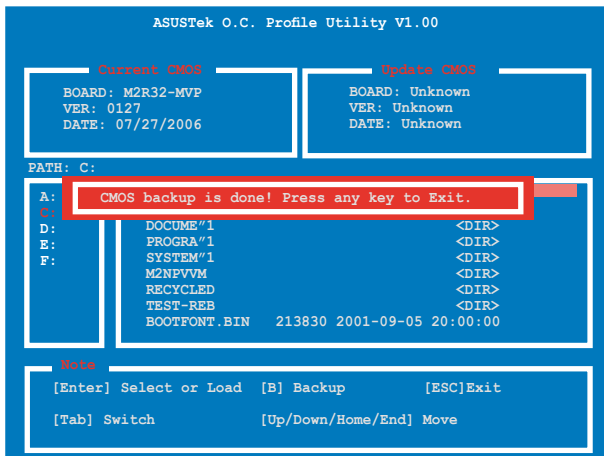 ASUSTek O.C. Profile Utility V1.00
Current CMOS
BOARD: M2R32-MVP
VER: 0127
DATE: 07/27/2006
Update CMOS
BOARD: Unknown
VER: Unknown
DATE: Unknown
PATH: C:
A:
C:
D:
E:
F:
CMOS backup is done! Press any key to Exit.
DOCUME"1 <DIR>
PROGRA"1 <DIR>
SYSTEM"1 <DIR>
M2NPVVM <DIR>
RECYCLED <DIR>
TEST-REB <DIR>
BOOTFONT.BIN 213830 2001-09-05 20:00:00
Note
[Enter] Select or Load [B] Backup [ESC]Exit
[Tab] Switch [Up/Down/Home/End] Move